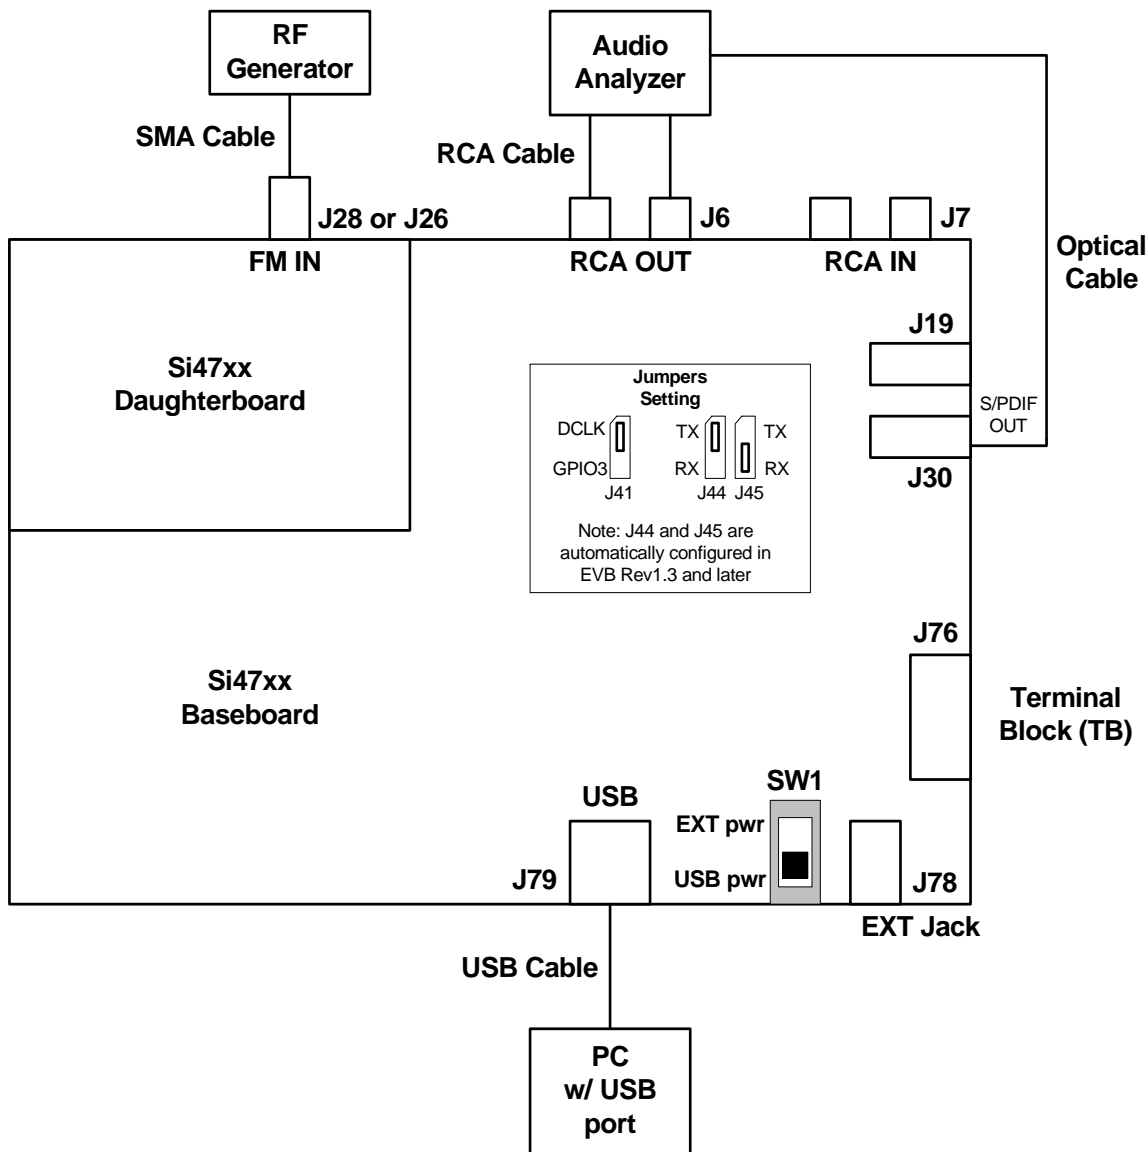 RF
Generator
Audio
Analyzer
SMA Cable
RCA Cable
J28 or J26
J6
J7
FM IN
RCA OUT
RCA IN
Optical
Cable
J19
Si47xx
Daughterboard
Jumpers
Setting
DCLK
TX
TX
GPIO3
RX
RX
J41
J44
J45
Note: J44 and J45 are
automatically configured in
EVB Rev1.3 and later
S/PDIF
OUT
J30
J76
Si47xx
Baseboard
Terminal
Block (TB)
SW1
USB
EXT pwr
J79
USB pwr
J78
EXT Jack
USB Cable
PC
w/ USB
port